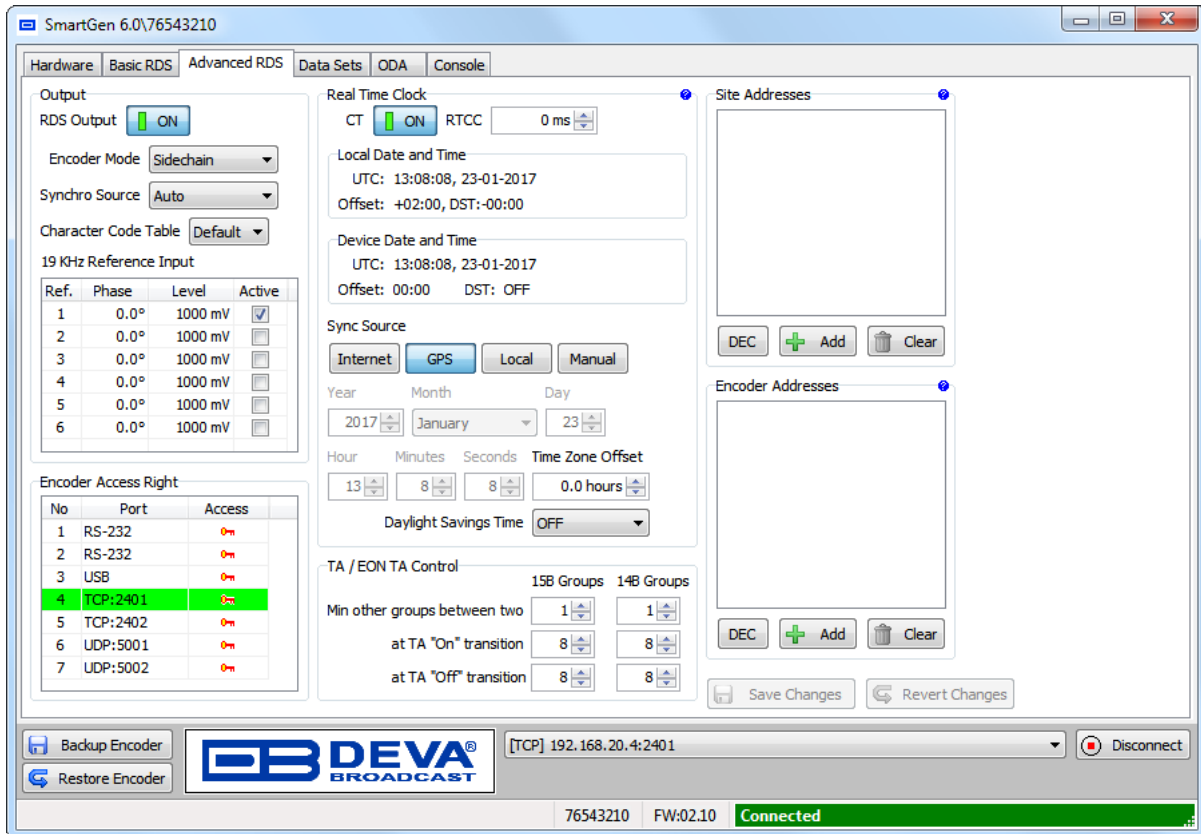 SmartGen 6.0\76543210
Hardware Basic RDS Advanced RDS Data Sets ODA Console
Output
RDS Output ON
Encoder Mode Sidechain
Synchro Source Auto
Character Code Table Default
19 KHz Reference Input
Ref. Phase Level Active
1 0.0° 1000 mV
2 0.0° 1000 mV
3 0.0° 1000 mV
4 0.0° 1000 mV
5 0.0° 1000 mV
6 0.0° 1000 mV
Encoder Access Right
No Port Access
1 RS-232
2 RS-232
3 USB
4 TCP:2401
5 TCP:2402
6 UDP:5001
7 UDP:5002
Real Time Clock
CT ON RTCC 0 ms
Local Date and Time
UTC: 13:08:08, 23-01-2017
Offset: +02:00, DST:-00:00
Device Date and Time
UTC: 13:08:08, 23-01-2017
Offset: 00:00 DST: OFF
Sync Source
Internet GPS Local Manual
Year Month Day
2017 January 23
Hour Minutes Seconds Time Zone Offset
13 8 8 0.0 hours
Daylight Savings Time OFF
TA / EON TA Control
15B Groups 14B Groups
Min other groups between two 1 1
at TA "On" transition 8 8
at TA "Off" transition 8 8
Site Addresses
DEC Add Clear
Encoder Addresses
DEC Add Clear
Save Changes Revert Changes
Backup Encoder
Restore Encoder
DEVA®
BROADCAST
[TCP] 192.168.20.4:2401
Disconnect
76543210 FW:02.10 Connected